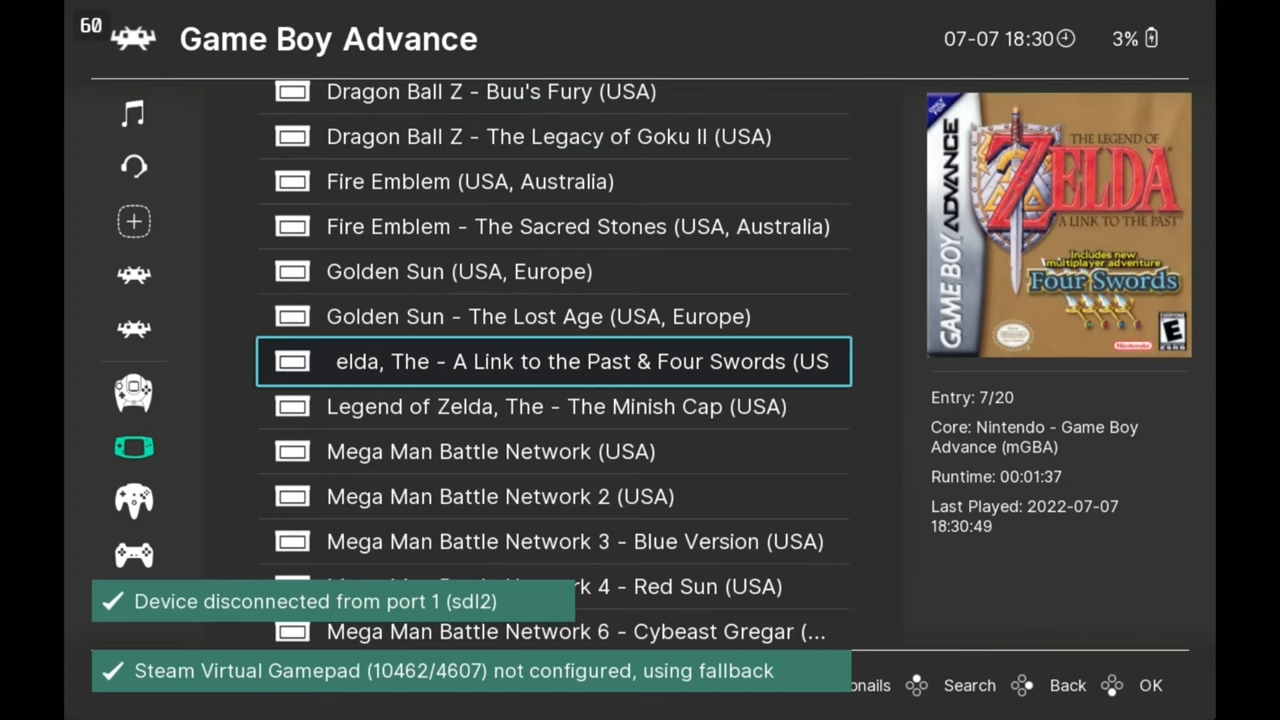 60
Game Boy Advance
07-07 18:30
3%
Dragon Ball Z - Buu's Fury (USA)
Dragon Ball Z - The Legacy of Goku II (USA)
Fire Emblem (USA, Australia)
Fire Emblem - The Sacred Stones (USA, Australia)
Golden Sun (USA, Europe)
Golden Sun - The Lost Age (USA, Europe)
elda, The - A Link to the Past & Four Swords (US
Legend of Zelda, The - The Minish Cap (USA)
Mega Man Battle Network (USA)
Mega Man Battle Network 2 (USA)
Mega Man Battle Network 3 - Blue Version (USA)
rk 4 - Red Sun (USA)
Mega Man Battle Network 6 - Cybeast Gregar (...
ONLY FOR
GAME BOY ADVANCE
THE LEGEND OF
ZELDA
A LINK TO THE PAST
Includes new
multiplayer adventure
Four Swords
E
Nintendo
Entry: 7/20
Core: Nintendo - Game Boy
Advance (mGBA)
Runtime: 00:01:37
Last Played: 2022-07-07
18:30:49
Device disconnected from port 1 (sdl2)
Steam Virtual Gamepad (10462/4607) not configured, using fallback
bnails
Search
Back
OK